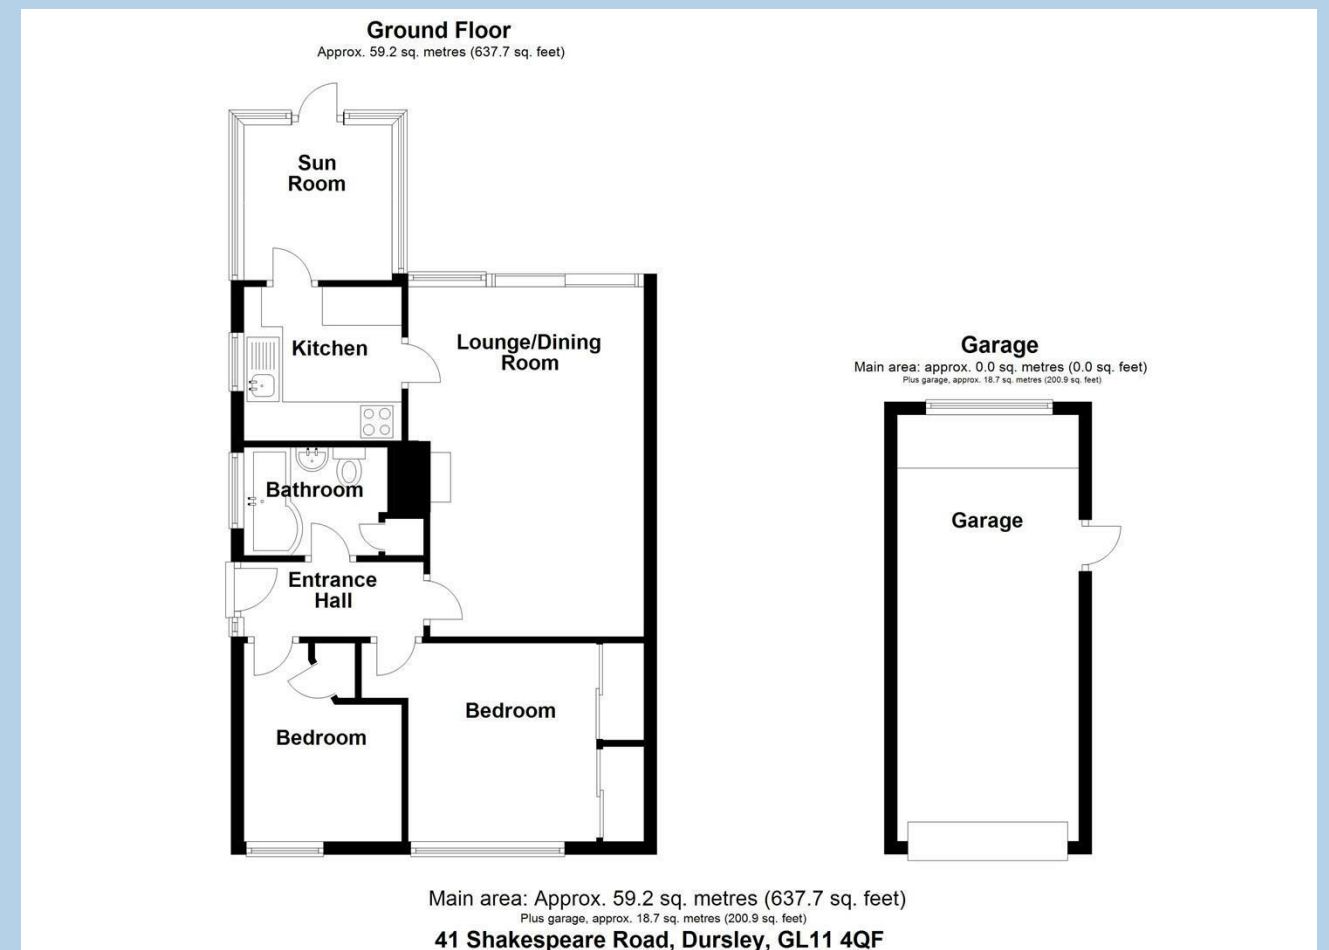 Ground Floor
Approx. 59.2 sq. metres (637.7 sq. feet)
Sun
Room
Kitchen
Lounge/Dining
Room
Bathroom
Entrance
Hall
Bedroom
Bedroom
Garage
Main area: approx. 0.0 sq. metres (0.0 sq. feet)
Plus garage, approx. 18.7 sq. metres (200.9 sq. feet)
Garage
Main area: Approx. 59.2 sq. metres (637.7 sq. feet)
Plus garage, approx. 18.7 sq. metres (200.9 sq. feet)
41 Shakespeare Road, Dursley, GL11 4QF